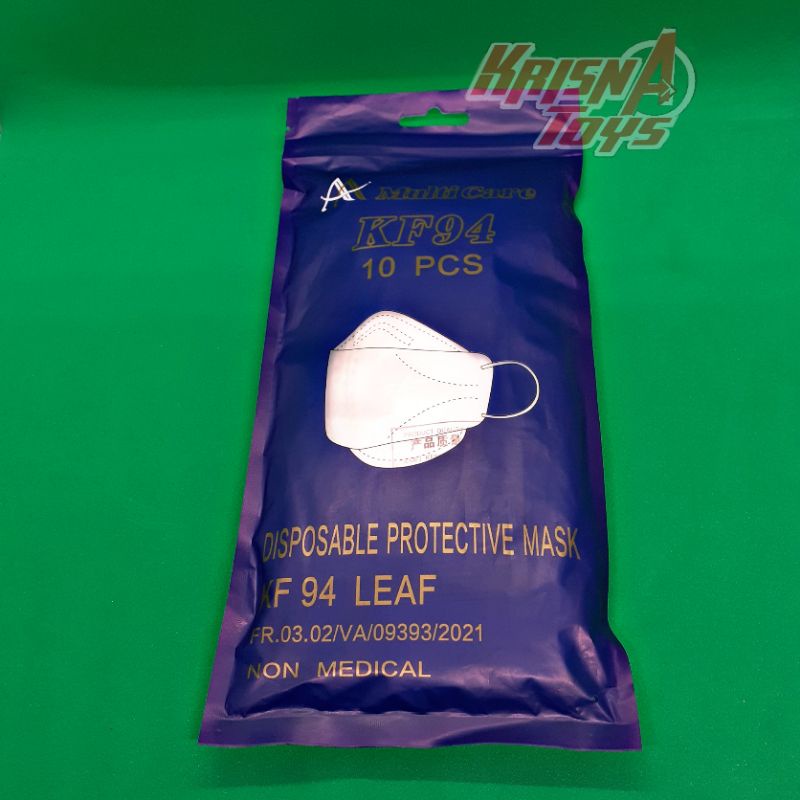 KRISNA
TOYS
Multi Care
KF94
10 PCS
产品质量
DISPOSABLE PROTECTIVE MASK
KF 94 LEAF
FR.03.02/VA/09393/2021
NON MEDICAL